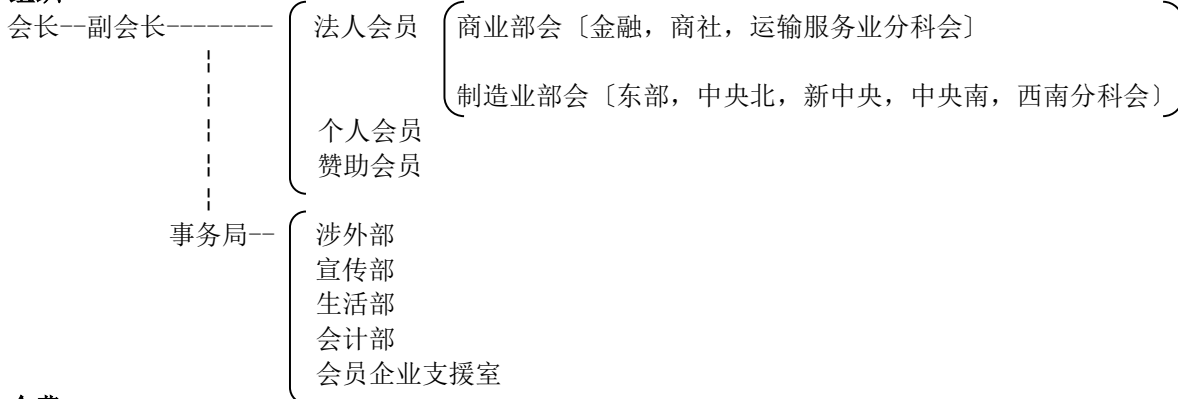 会长--副会长-------- 法人会员 商业部会〔金融，商社，运输服务业分科会〕
制造业部会〔东部，中央北，新中央，中央南，西南分科会〕
个人会员
赞助会员
事务局-- 涉外部
宣传部
生活部
会计部
会员企业支援室